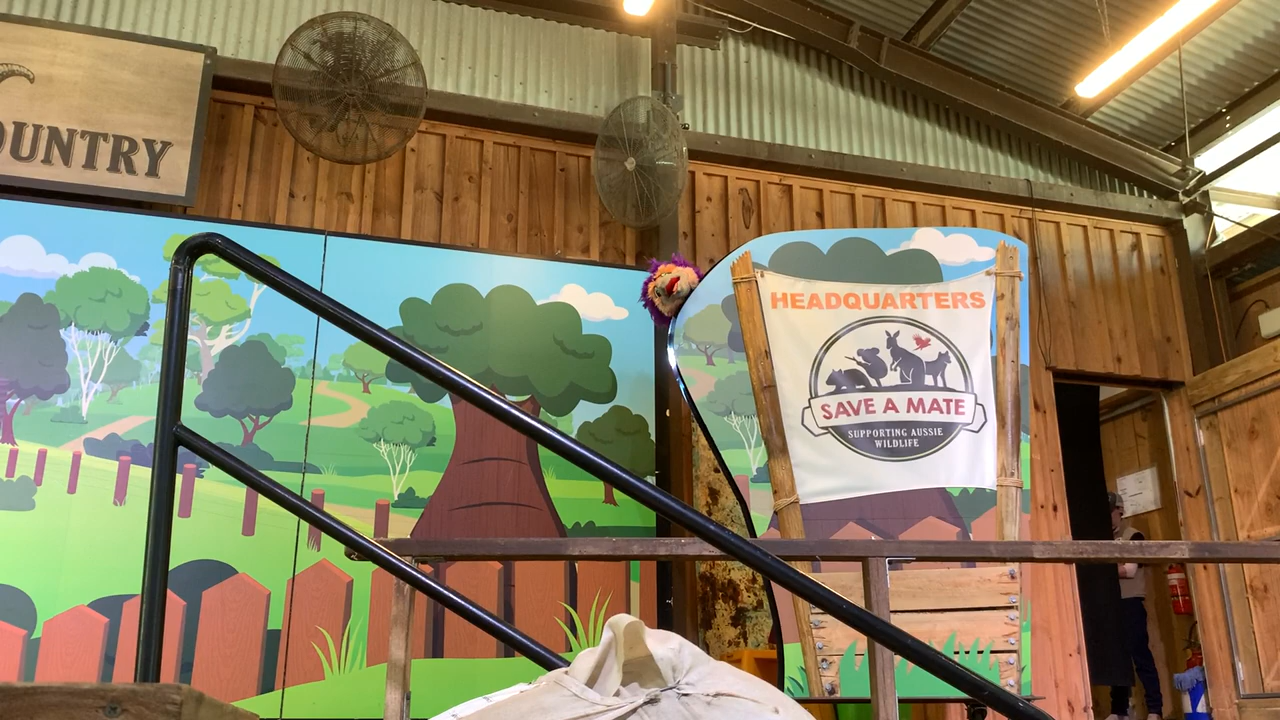 OUNTRY
HEADQUARTERS
SAVE A MATE
SUPPORTING AUSSIE
WILDLIFE